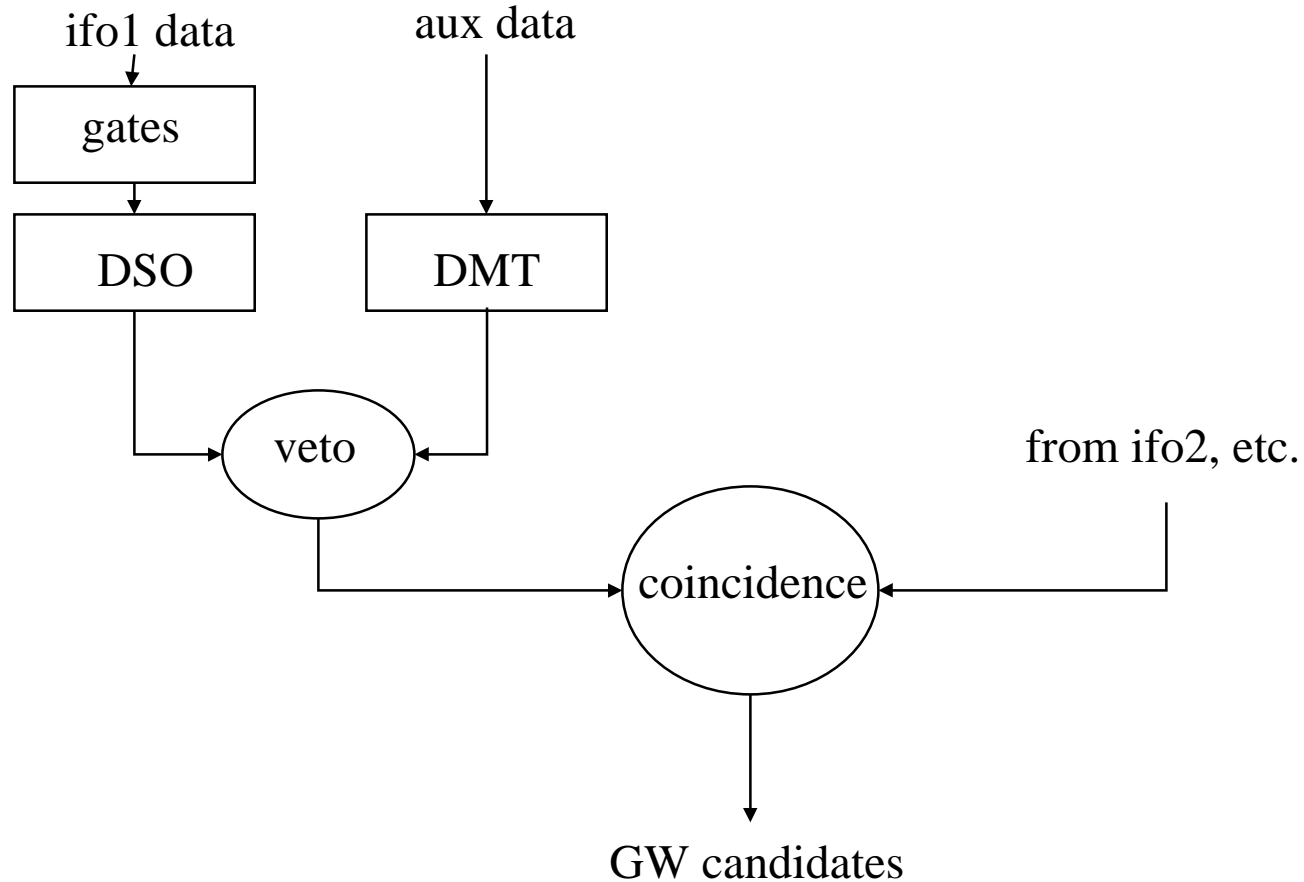 ifo1 data
aux data
gates
DSO
DMT
veto
from ifo2, etc.
coincidence
GW candidates